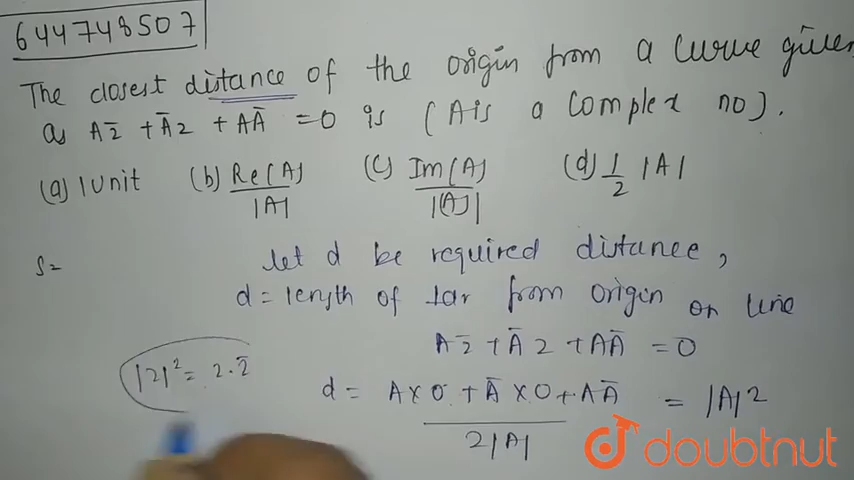 644748507
The closest distance of the origin from a curve given
as Az̄ + Āz + AĀ = 0 is (A is a complex no).
(a) 1 Unit (b) Re(A)/|A| (c) Im(A)/|(A)| (d) 1/2 |A|
S=
let d be required distance,
d = length of tar from origin on line
Az̄ + Āz + AĀ = 0
|z|² = z·z̄
d = A×0 + Ā×0 + AĀ = |A|²
2|A|
doubtnut